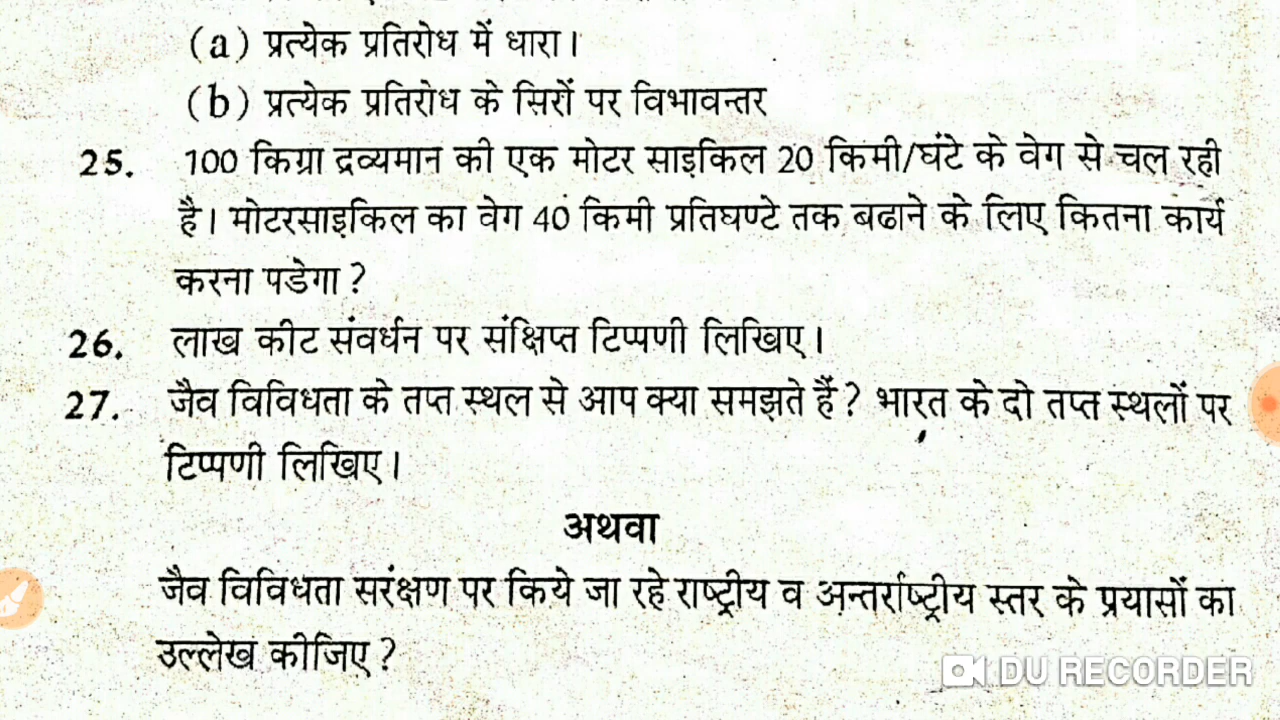 (a) प्रत्येक प्रतिरोध में धारा।
(b) प्रत्येक प्रतिरोध के सिरों पर विभावन्तर
25. 100 किग्रा द्रव्यमान की एक मोटर साइकिल 20 किमी/घंटे के वेग से चल रही
है। मोटरसाइकिल का वेग 40 किमी प्रतिघण्टे तक बढाने के लिए कितना कार्य
करना पडेगा ?
26. लाख कीट संवर्धन पर संक्षिप्त टिप्पणी लिखिए।
27. जैव विविधता के तप्त स्थल से आप क्या समझते हैं ? भारत के दो तप्त स्थलों पर
टिप्पणी लिखिए।
अथवा
जैव विविधता सरंक्षण पर किये जा रहे राष्ट्रीय व अन्तर्राष्ट्रीय स्तर के प्रयासों का
उल्लेख कीजिए ?
DU RECORDER